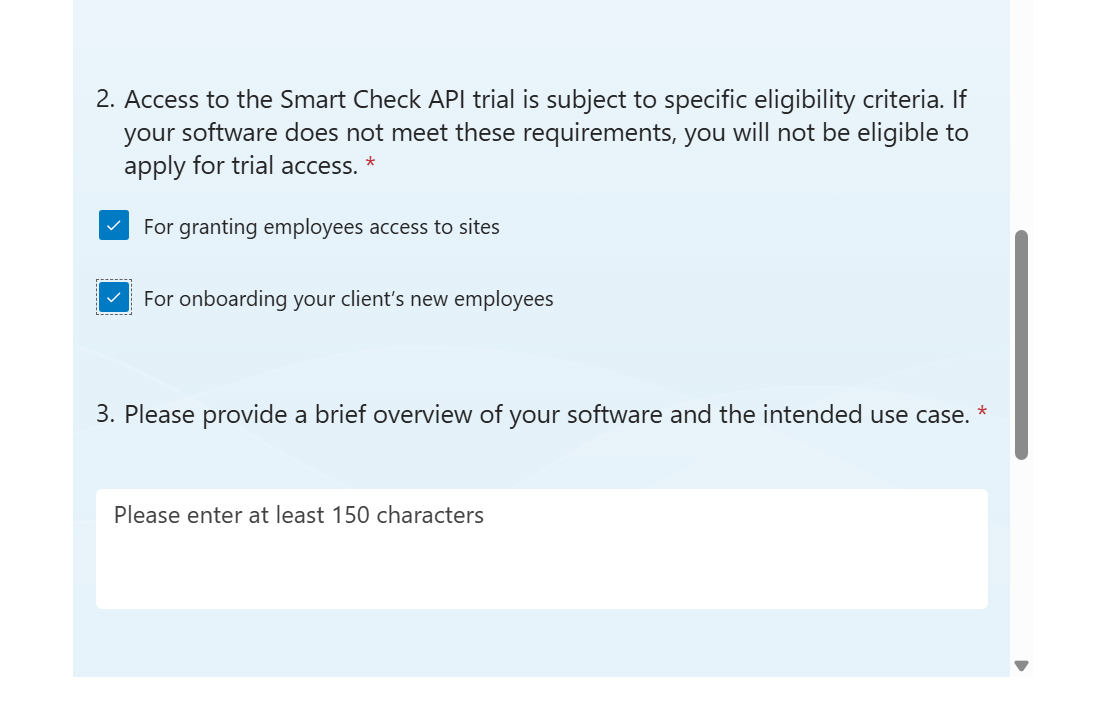 2. Access to the Smart Check API trial is subject to specific eligibility criteria. If
your software does not meet these requirements, you will not be eligible to
apply for trial access. *
For granting employees access to sites
For onboarding your client’s new employees
3. Please provide a brief overview of your software and the intended use case. *
Please enter at least 150 characters